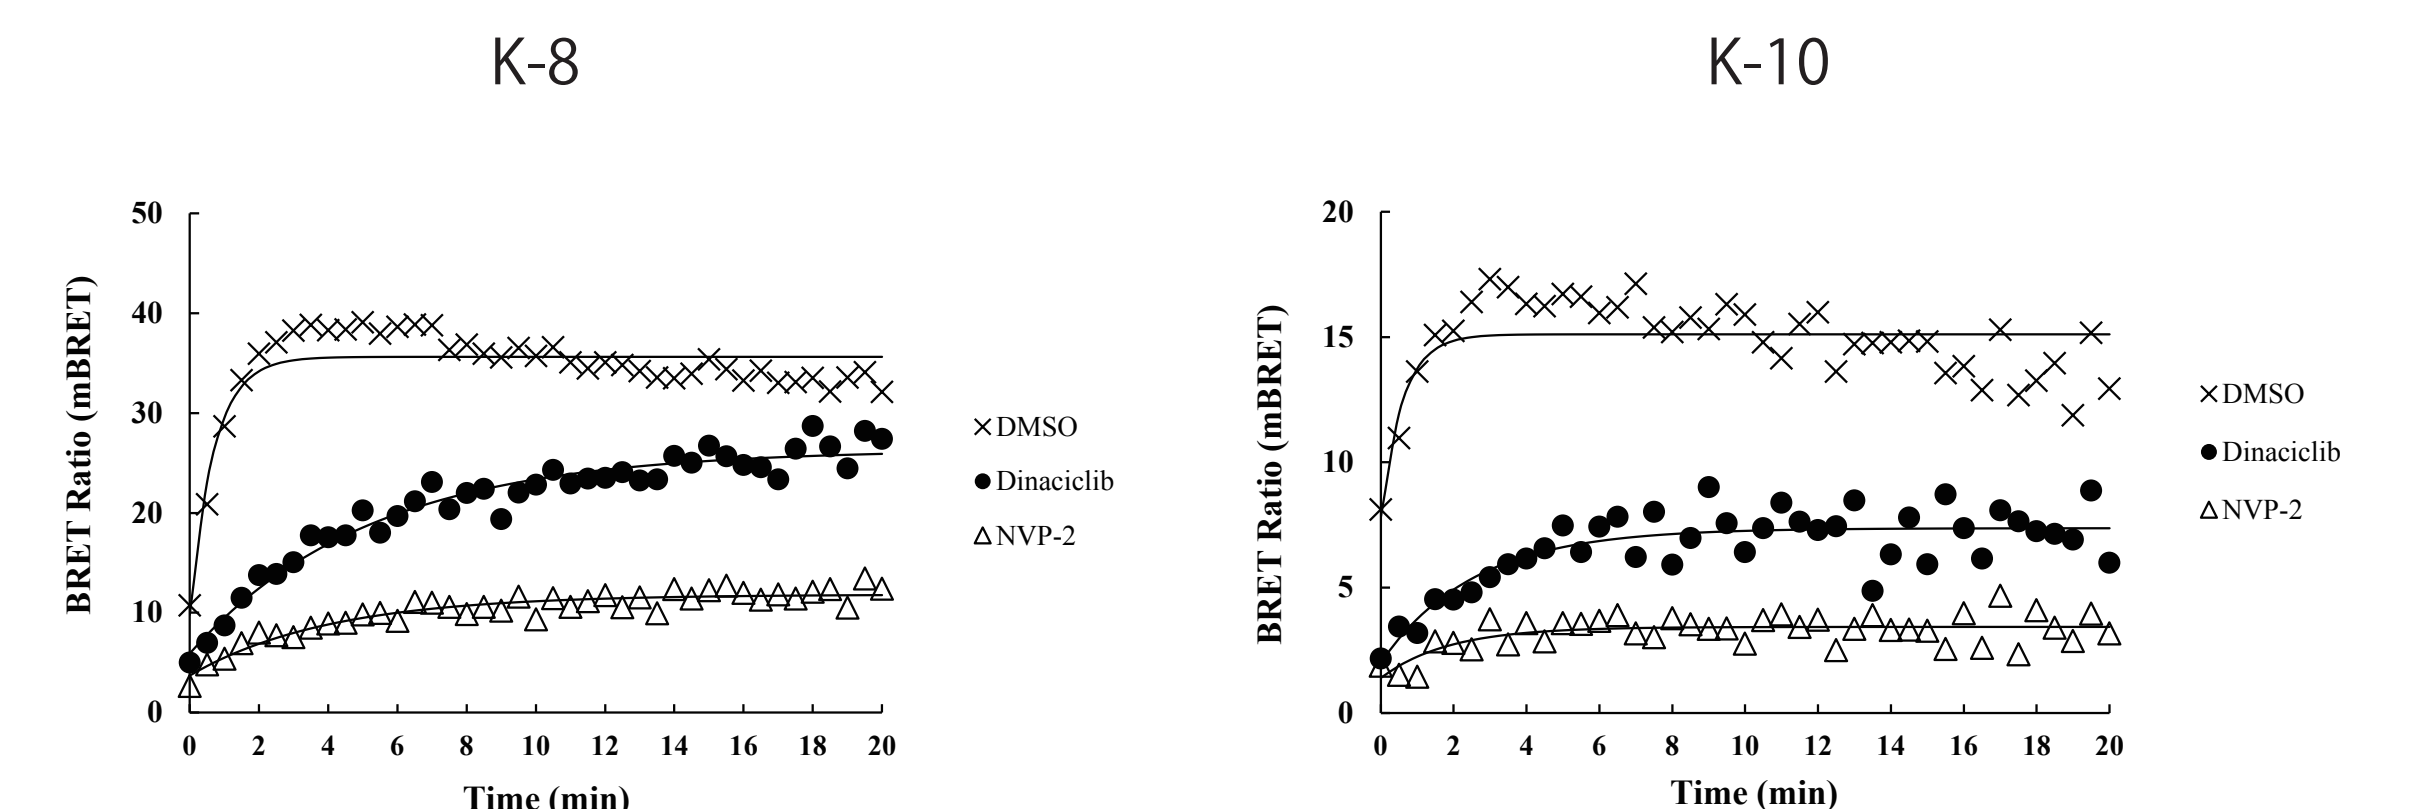 K-8
BRET Ratio (mBRET)
50
40
30
20
10
0
0 2 4 6 8 10 12 14 16 18 20
Time (min)
DMSO
Dinaciclib
NVP-2
K-10
BRET Ratio (mBRET)
20
15
10
5
0
0 2 4 6 8 10 12 14 16 18 20
Time (min)
DMSO
Dinaciclib
NVP-2